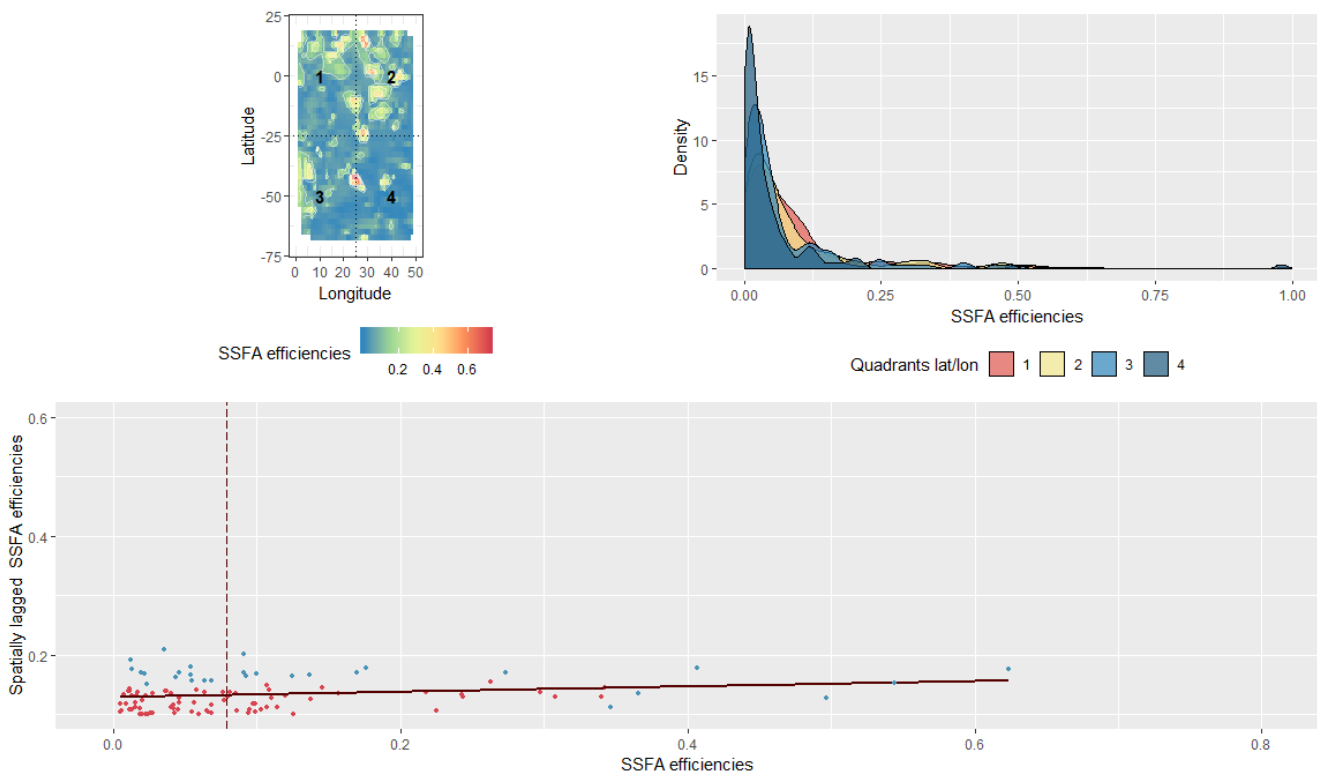 25
0
-25
-50
-75
Latitude
1
2
3
4
0 10 20 30 40 50
Longitude
SSFA efficiencies
0.2 0.4 0.6
15
10
5
0
Density
0.00 0.25 0.50 0.75 1.00
SSFA efficiencies
Quadrants lat/lon 1 2 3 4
0.6
0.4
0.2
Spatially lagged SSFA efficiencies
0.0 0.2 0.4 0.6 0.8
SSFA efficiencies